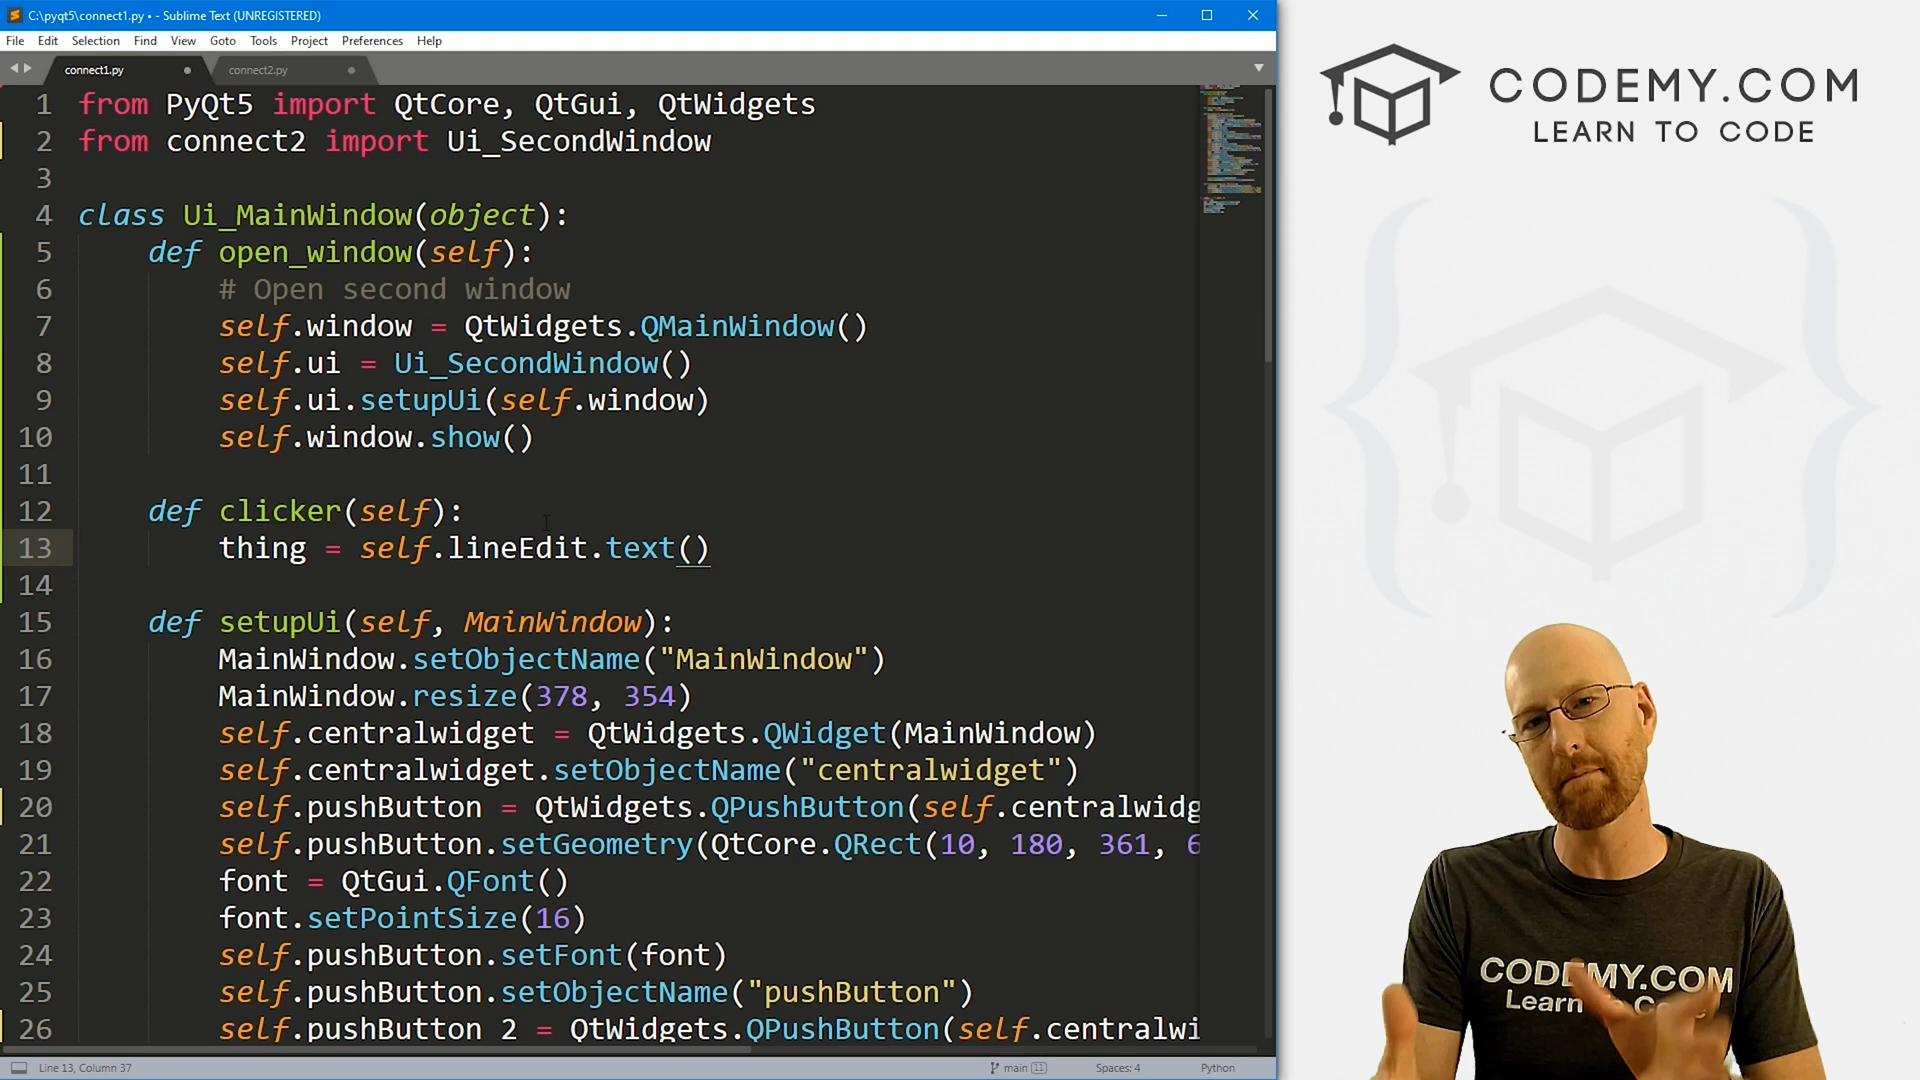 C:\pyqt5\connect1.py • - Sublime Text (UNREGISTERED)
File Edit Selection Find View Goto Tools Project Preferences Help
connect1.py connect2.py
1 from PyQt5 import QtCore, QtGui, QtWidgets
2 from connect2 import Ui_SecondWindow
3
4 class Ui_MainWindow(object):
5 def open_window(self):
6 # Open second window
7 self.window = QtWidgets.QMainWindow()
8 self.ui = Ui_SecondWindow()
9 self.ui.setupUi(self.window)
10 self.window.show()
11
12 def clicker(self):
13 thing = self.lineEdit.text()
14
15 def setupUi(self, MainWindow):
16 MainWindow.setObjectName("MainWindow")
17 MainWindow.resize(378, 354)
18 self.centralwidget = QtWidgets.QWidget(MainWindow)
19 self.centralwidget.setObjectName("centralwidget")
20 self.pushButton = QtWidgets.QPushButton(self.centralwidg
21 self.pushButton.setGeometry(QtCore.QRect(10, 180, 361, 6
22 font = QtGui.QFont()
23 font.setPointSize(16)
24 self.pushButton.setFont(font)
25 self.pushButton.setObjectName("pushButton")
26 self.pushButton 2 = QtWidgets.QPushButton(self.centralwi
Line 13, Column 37 main 11 Spaces: 4 Python
CODEMY.COM
LEARN TO CODE
CODEMY.COM
Learn